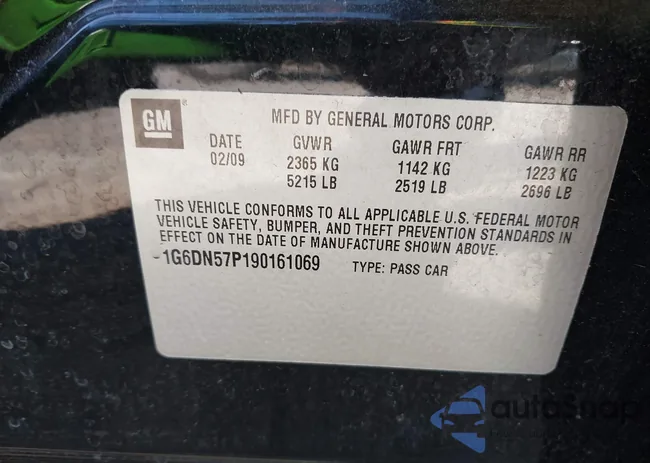 GM
MFD BY GENERAL MOTORS CORP.
DATE GVWR GAWR FRT GAWR RR
02/09 2365 KG 1142 KG 1223 KG
5215 LB 2519 LB 2696 LB
THIS VEHICLE CONFORMS TO ALL APPLICABLE U.S. FEDERAL MOTOR
VEHICLE SAFETY, BUMPER, AND THEFT PREVENTION STANDARDS IN
EFFECT ON THE DATE OF MANUFACTURE SHOWN ABOVE.
1G6DN57P190161069 TYPE: PASS CAR
autoSnap